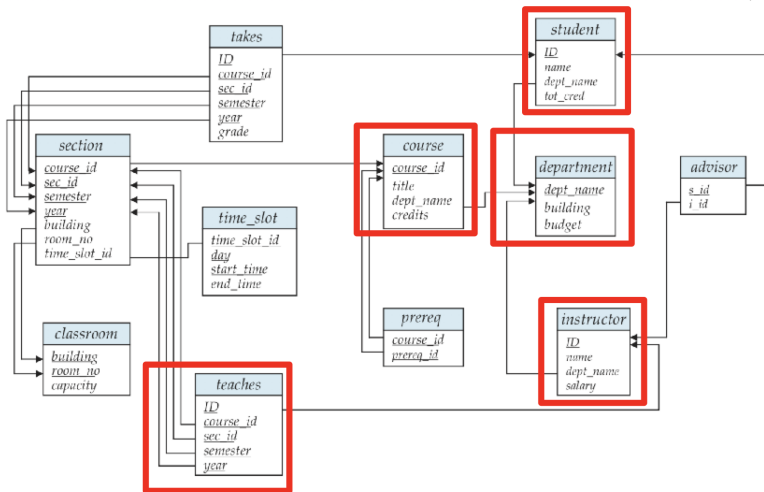 takes
ID
course_id
sec_id
semester
year
grade
student
ID
name
dept_name
tot_cred
section
course_id
sec_id
semester
year
building
room_no
time_slot_id
course
course_id
title
dept_name
credits
department
dept_name
building
budget
advisor
s_id
i_id
time_slot
time_slot_id
day
start_time
end_time
prereq
course_id
prereq_id
instructor
ID
name
dept_name
salary
classroom
building
room_no
capacity
teaches
ID
course_id
sec_id
semester
year